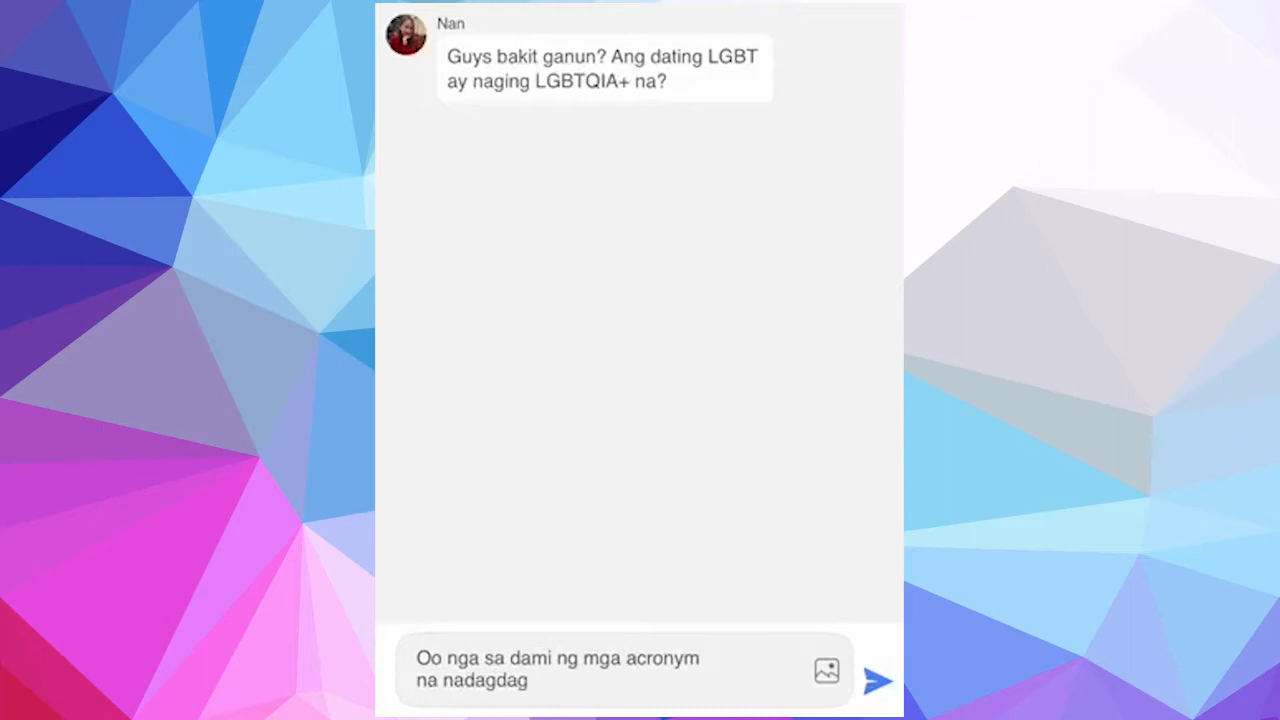 Nan
Guys bakit ganun? Ang dating LGBT
ay naging LGBTQIA+ na?
Oo nga sa dami ng mga acronym
na nadagdag